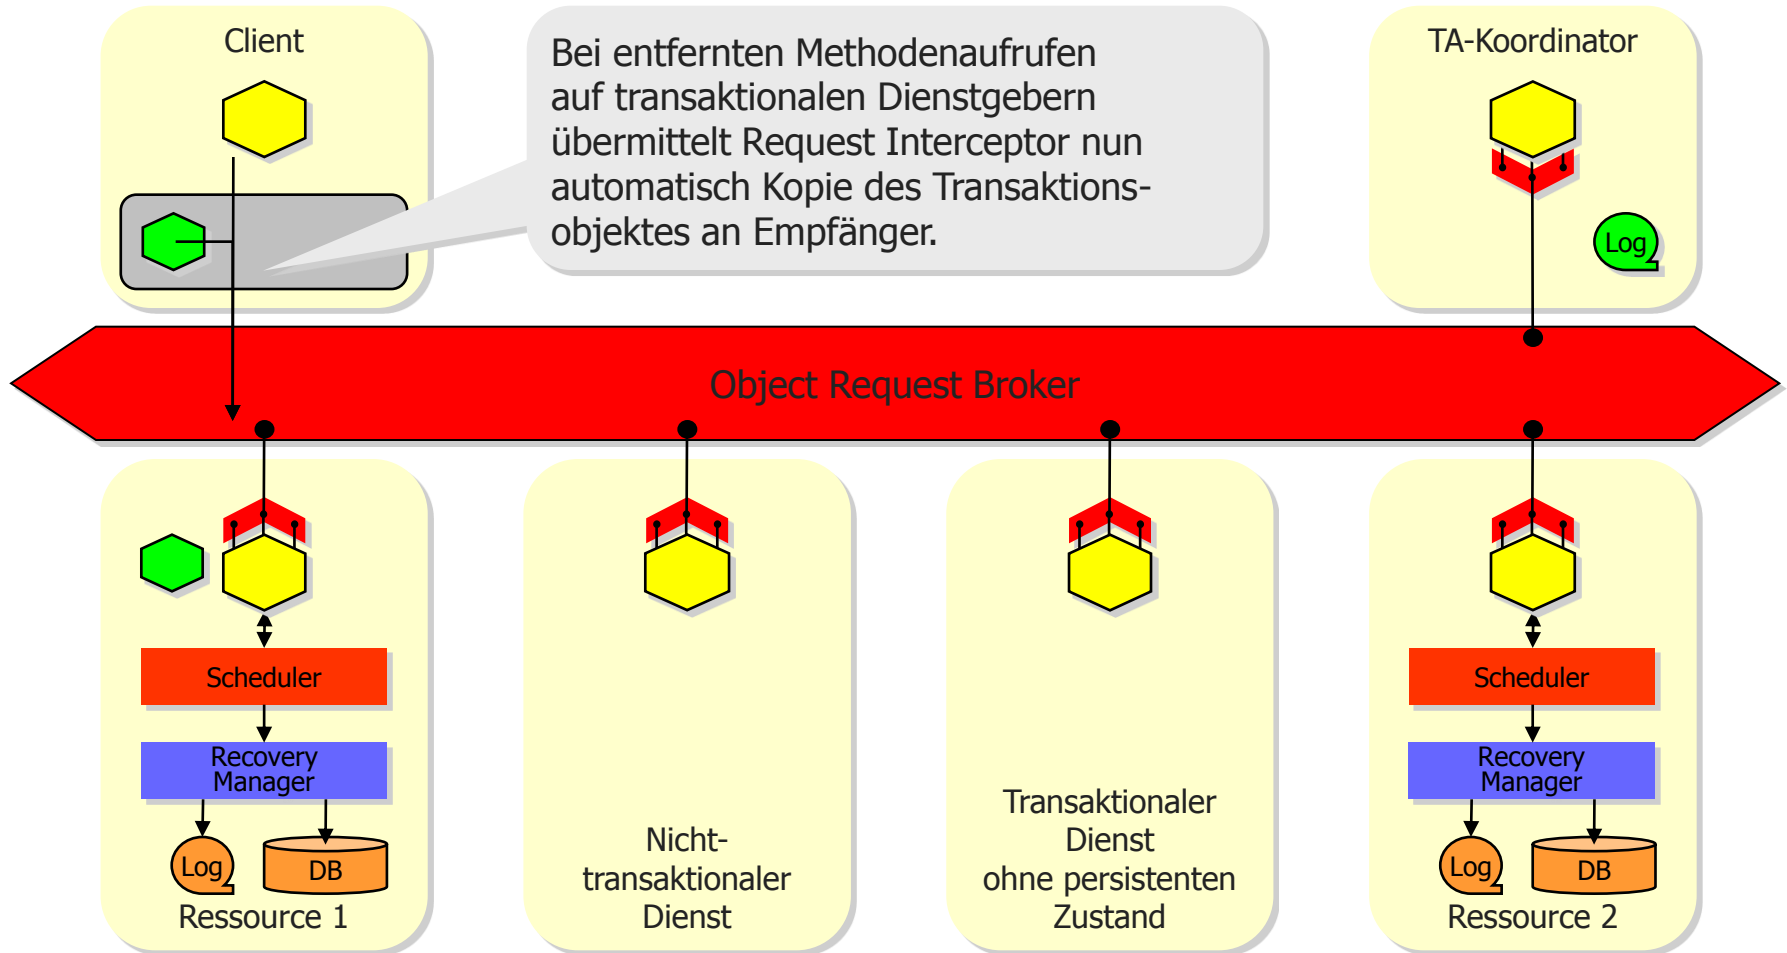 Client
Bei entfernten Methodenaufrufen
auf transaktionalen Dienstgebern
übermittelt Request Interceptor nun
automatisch Kopie des Transaktions-
objektes an Empfänger.
TA-Koordinator
Log
Object Request Broker
Scheduler
Recovery
Manager
Log
DB
Ressource 1
Nicht-
transaktionaler
Dienst
Transaktionaler
Dienst
ohne persistenten
Zustand
Scheduler
Recovery
Manager
Log
DB
Ressource 2